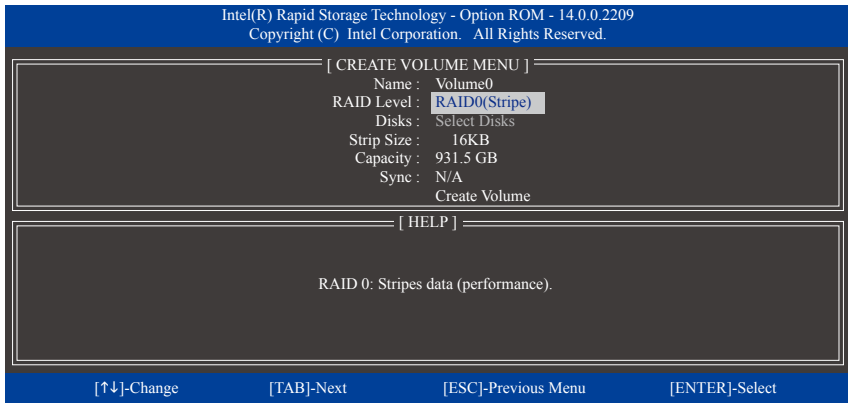 Intel(R) Rapid Storage Technology - Option ROM - 14.0.0.2209
Copyright (C) Intel Corporation. All Rights Reserved.
[ CREATE VOLUME MENU ]
Name : Volume0
RAID Level : RAID0(Stripe)
Disks : Select Disks
Strip Size : 16KB
Capacity : 931.5 GB
Sync : N/A
Create Volume
[ HELP ]
RAID 0: Stripes data (performance).
[↑↓]-Change [TAB]-Next [ESC]-Previous Menu [ENTER]-Select